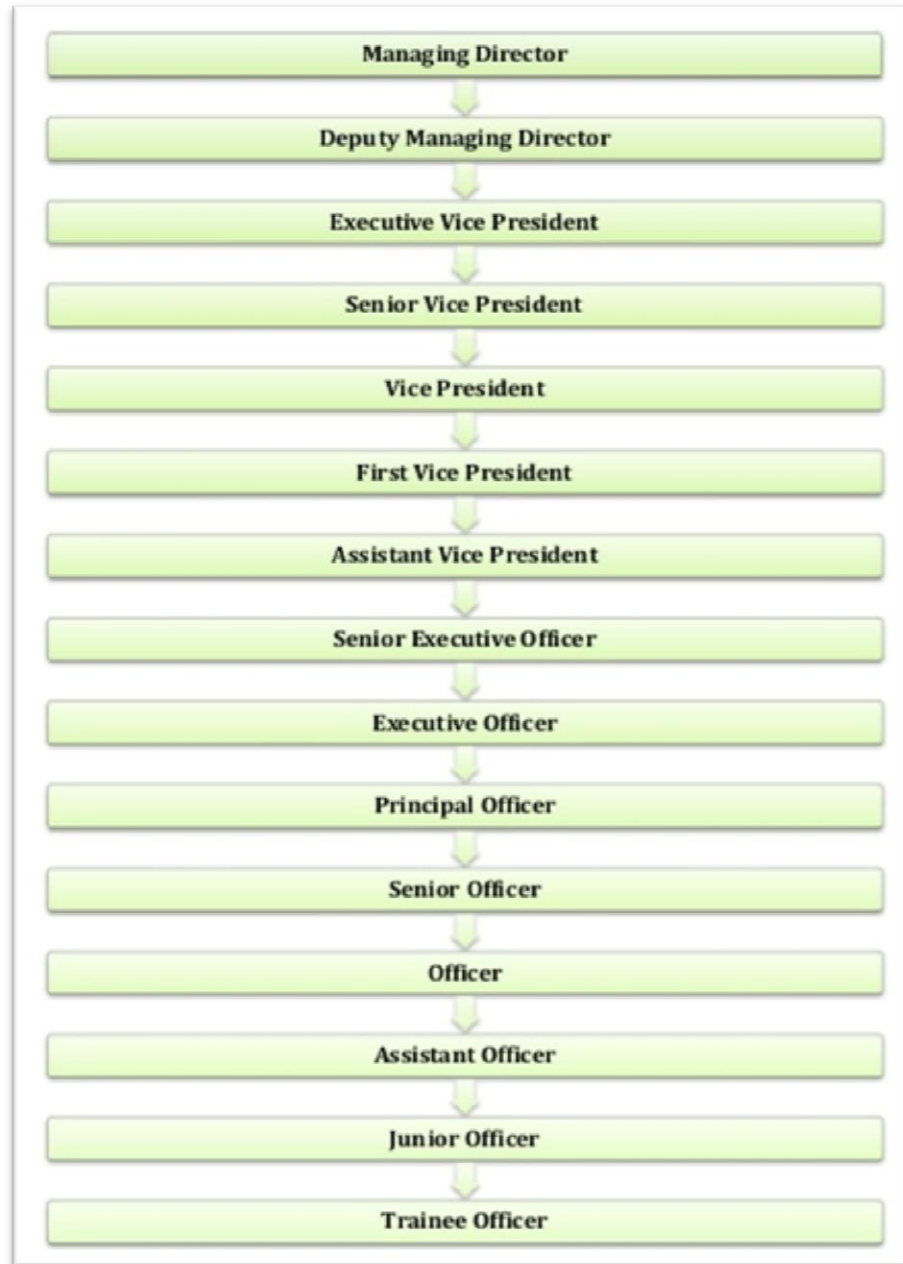 Managing Director
Deputy Managing Director
Executive Vice President
Senior Vice President
Vice President
First Vice President
Assistant Vice President
Senior Executive Officer
Executive Officer
Principal Officer
Senior Officer
Officer
Assistant Officer
Junior Officer
Trainee Officer